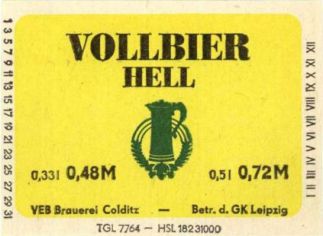 VOLLBIER
HELL
0,33l 0,48M 0,5l 0,72M
VEB Brauerei Colditz — Betr. d. GK Leipzig
TGL 7764 — HSL 18231000
1 3 5 7 9 11 13 15 17 19 21 23 25 27 29 31
I II III IV V VI VII VIII IX X XI XII